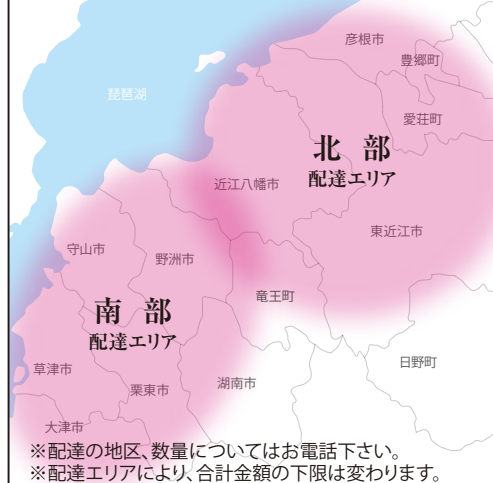 彦根市
豊郷町
琵琶湖
愛荘町
北 部
配達エリア
近江八幡市
東近江市
守山市
野洲市
竜王町
南 部
配達エリア
日野町
草津市
栗東市
湖南市
大津市
※配達の地区、数量についてはお電話下さい。
※配達エリアにより、合計金額の下限は変わります。